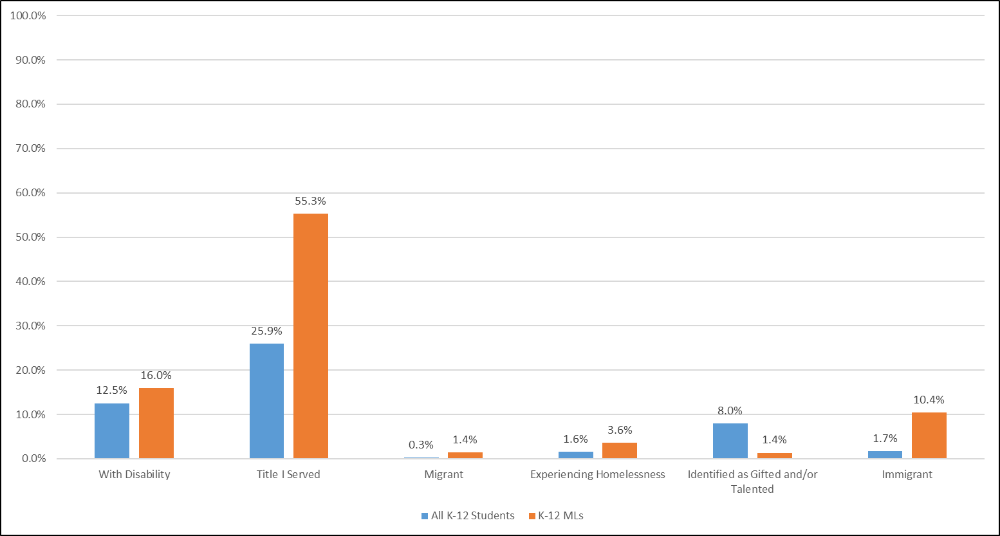 100.0%
90.0%
80.0%
70.0%
60.0%
50.0%
40.0%
30.0%
20.0%
10.0%
0.0%
12.5%
16.0%
25.9%
55.3%
0.3%
1.4%
1.6%
3.6%
8.0%
1.4%
1.7%
10.4%
With Disability
Title I Served
Migrant
Experiencing Homelessness
Identified as Gifted and/or
Talented
Immigrant
All K-12 Students
K-12 MLs